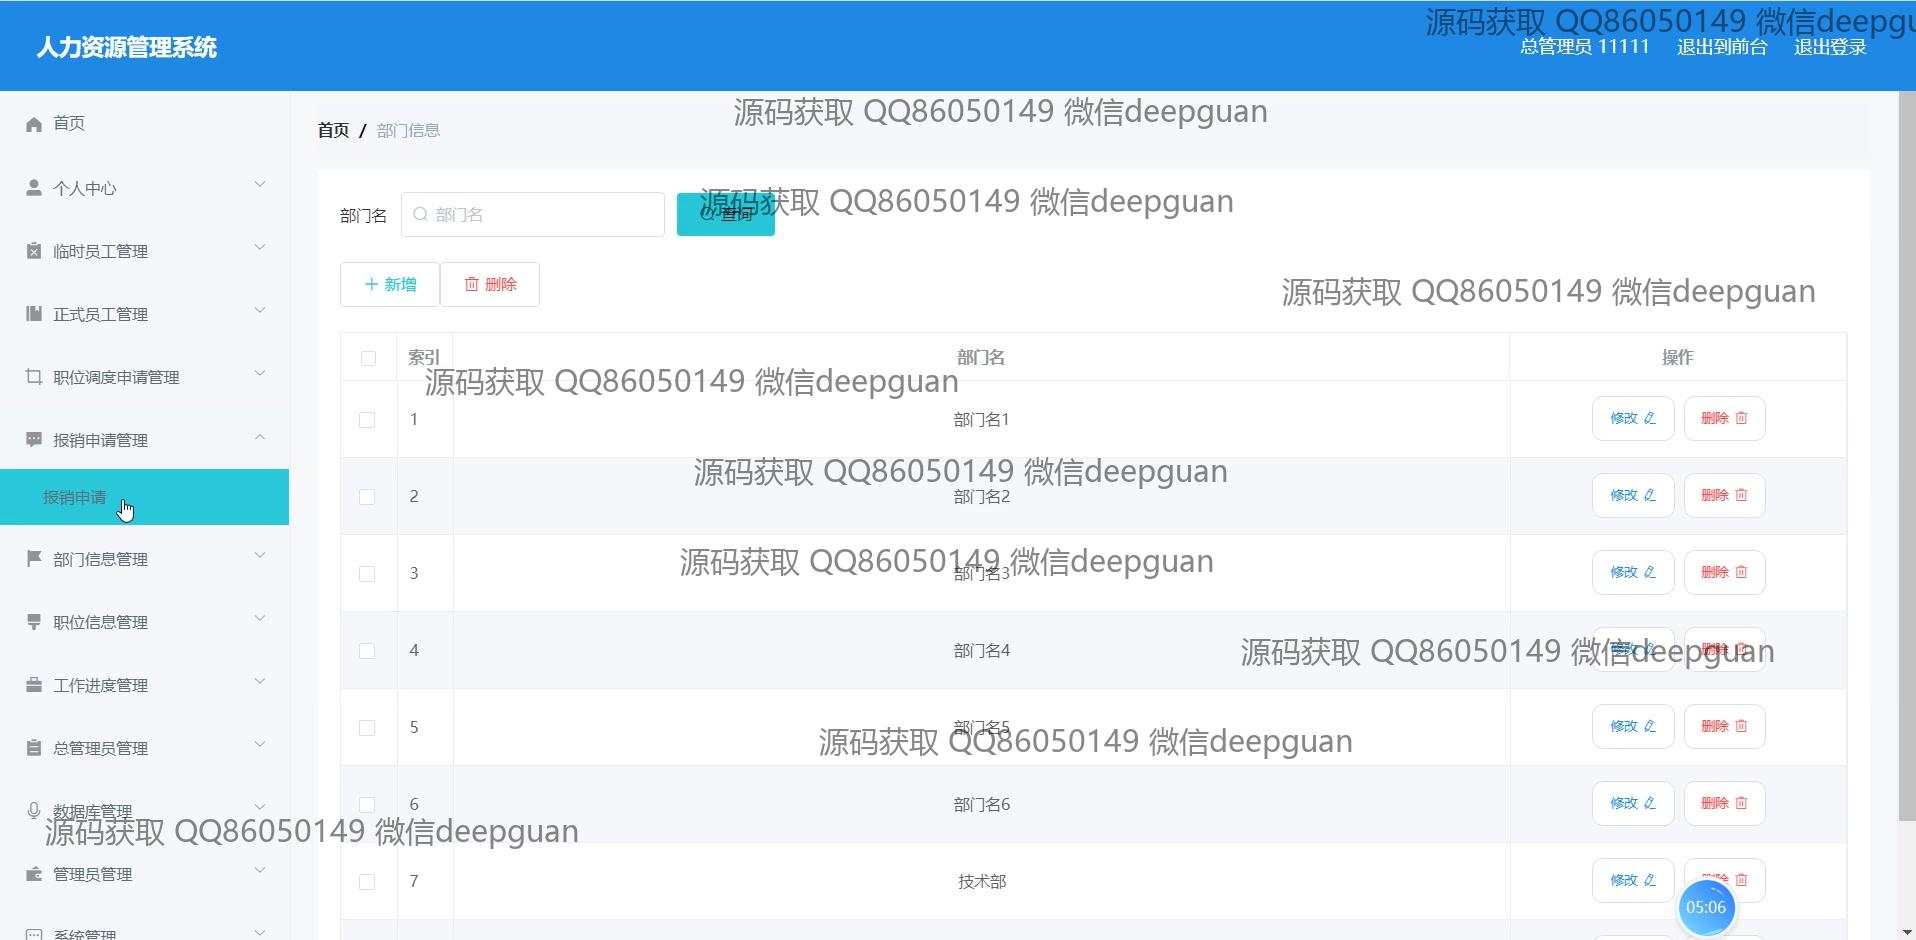 源码获取 QQ86050149 微信deepgu
人力资源管理系统
总管理员 11111 退出到前台 退出登录
源码获取 QQ86050149 微信deepguan
首页
首页 / 部门信息
个人中心
源码获取 QQ86050149 微信deepguan
部门名 部门名 查询
临时员工管理
新增 删除
源码获取 QQ86050149 微信deepguan
正式员工管理
索引 部门名 操作
职位调度申请管理
源码获取 QQ86050149 微信deepguan
1 部门名1 修改 删除
报销申请管理
源码获取 QQ86050149 微信deepguan
报销申请
2 部门名2 修改 删除
部门信息管理
源码获取 QQ86050149 微信deepguan
3 部门名3 修改 删除
职位信息管理
4 部门名4 修改 删除
源码获取 QQ86050149 微信deepguan
工作进度管理
5 部门名5 修改 删除
源码获取 QQ86050149 微信deepguan
总管理员管理
6 部门名6 修改 删除
数据库管理
源码获取 QQ86050149 微信deepguan
管理员管理
7 技术部 修改 删除
05:06
系统管理